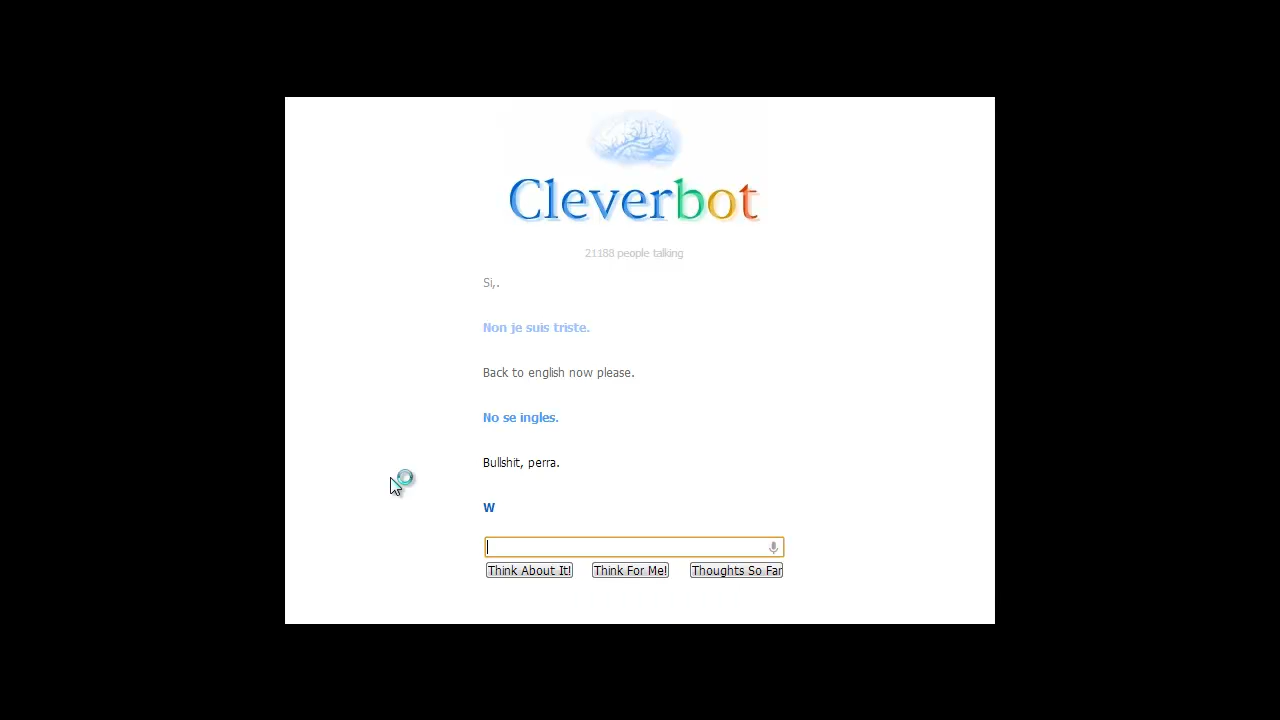 Cleverbot
21188 people talking
Si,.
Non je suis triste.
Back to english now please.
No se ingles.
Bullshit, perra.
W
Think About It! Think For Me! Thoughts So Far